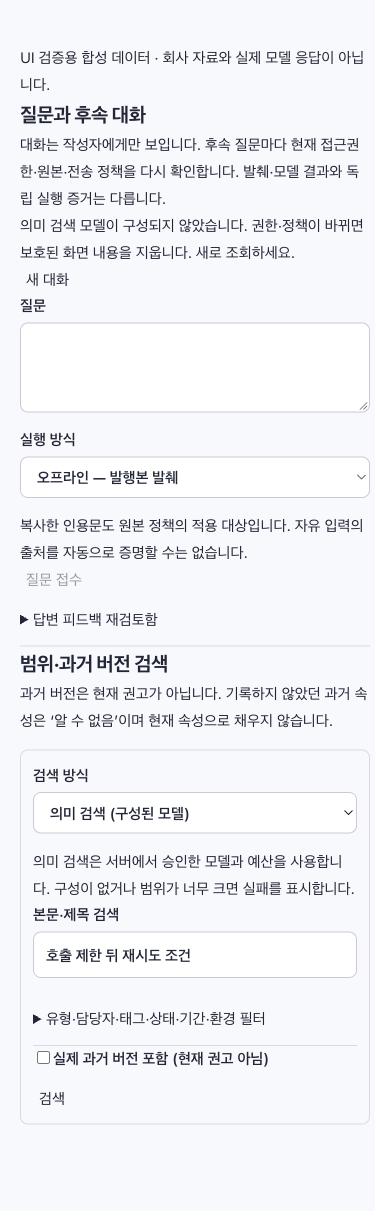 UI 검증용 합성 데이터 · 회사 자료와 실제 모델 응답이 아닙
니다.
질문과 후속 대화
대화는 작성자에게만 보입니다. 후속 질문마다 현재 접근권
한·원본·전송 정책을 다시 확인합니다. 발췌·모델 결과와 독
립 실행 증거는 다릅니다.
의미 검색 모델이 구성되지 않았습니다. 권한·정책이 바뀌면
보호된 화면 내용을 지웁니다. 새로 조회하세요.
새 대화
질문
실행 방식
오프라인 — 발행본 발췌
복사한 인용문도 원본 정책의 적용 대상입니다. 자유 입력의
출처를 자동으로 증명할 수는 없습니다.
질문 접수
▶ 답변 피드백 재검토함
범위·과거 버전 검색
과거 버전은 현재 권고가 아닙니다. 기록하지 않았던 과거 속
성은 ‘알 수 없음’이며 현재 속성으로 채우지 않습니다.
검색 방식
의미 검색 (구성된 모델)
의미 검색은 서버에서 승인한 모델과 예산을 사용합니
다. 구성이 없거나 범위가 너무 크면 실패를 표시합니다.
본문·제목 검색
호출 제한 뒤 재시도 조건
▶ 유형·담당자·태그·상태·기간·환경 필터
실제 과거 버전 포함 (현재 권고 아님)
검색